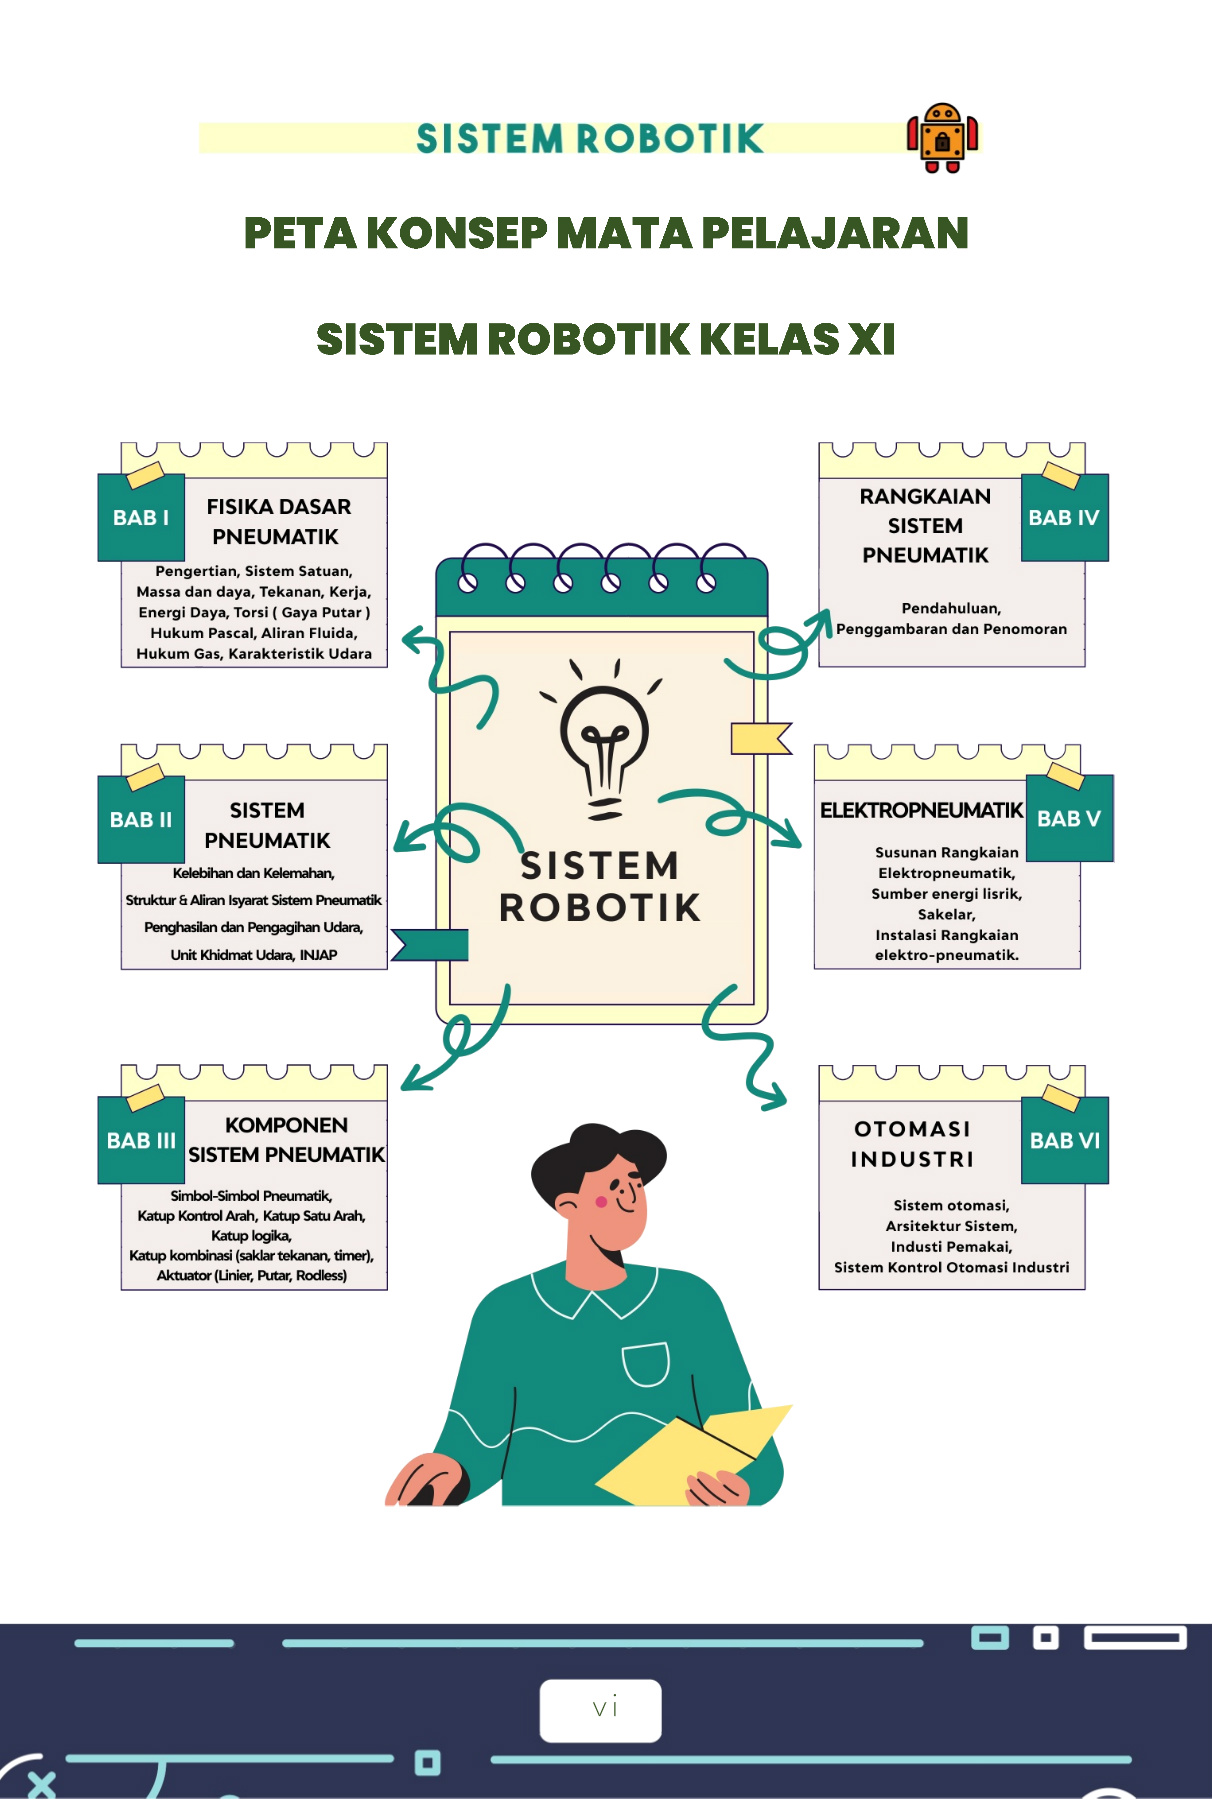 SISTEM ROBOTIK
PETA KONSEP MATA PELAJARAN
SISTEM ROBOTIK KELAS XI
BAB I
FISIKA DASAR
PNEUMATIK
Pengertian, Sistem Satuan,
Massa dan daya, Tekanan, Kerja,
Energi Daya, Torsi ( Gaya Putar )
Hukum Pascal, Aliran Fluida,
Hukum Gas, Karakteristik Udara
BAB II
SISTEM
PNEUMATIK
Kelebihan dan Kelemahan,
Struktur & Aliran Isyarat Sistem Pneumatik
Penghasilan dan Pengagihan Udara,
Unit Khidmat Udara, INJAP
BAB III
KOMPONEN
SISTEM PNEUMATIK
Simbol-Simbol Pneumatik,
Katup Kontrol Arah, Katup Satu Arah,
Katup logika,
Katup kombinasi (saklar tekanan, timer),
Aktuator (Linier, Putar, Rodless)
SISTEM
ROBOTIK
RANGKAIAN
SISTEM
PNEUMATIK
BAB IV
Pendahuluan,
Penggambaran dan Penomoran
ELEKTROPNEUMATIK
BAB V
Susunan Rangkaian
Elektropneumatik,
Sumber energi lisrik,
Sakelar,
Instalasi Rangkaian
elektro-pneumatik.
OTOMASI
INDUSTRI
BAB VI
Sistem otomasi,
Arsitektur Sistem,
Industi Pemakai,
Sistem Kontrol Otomasi Industri
vi